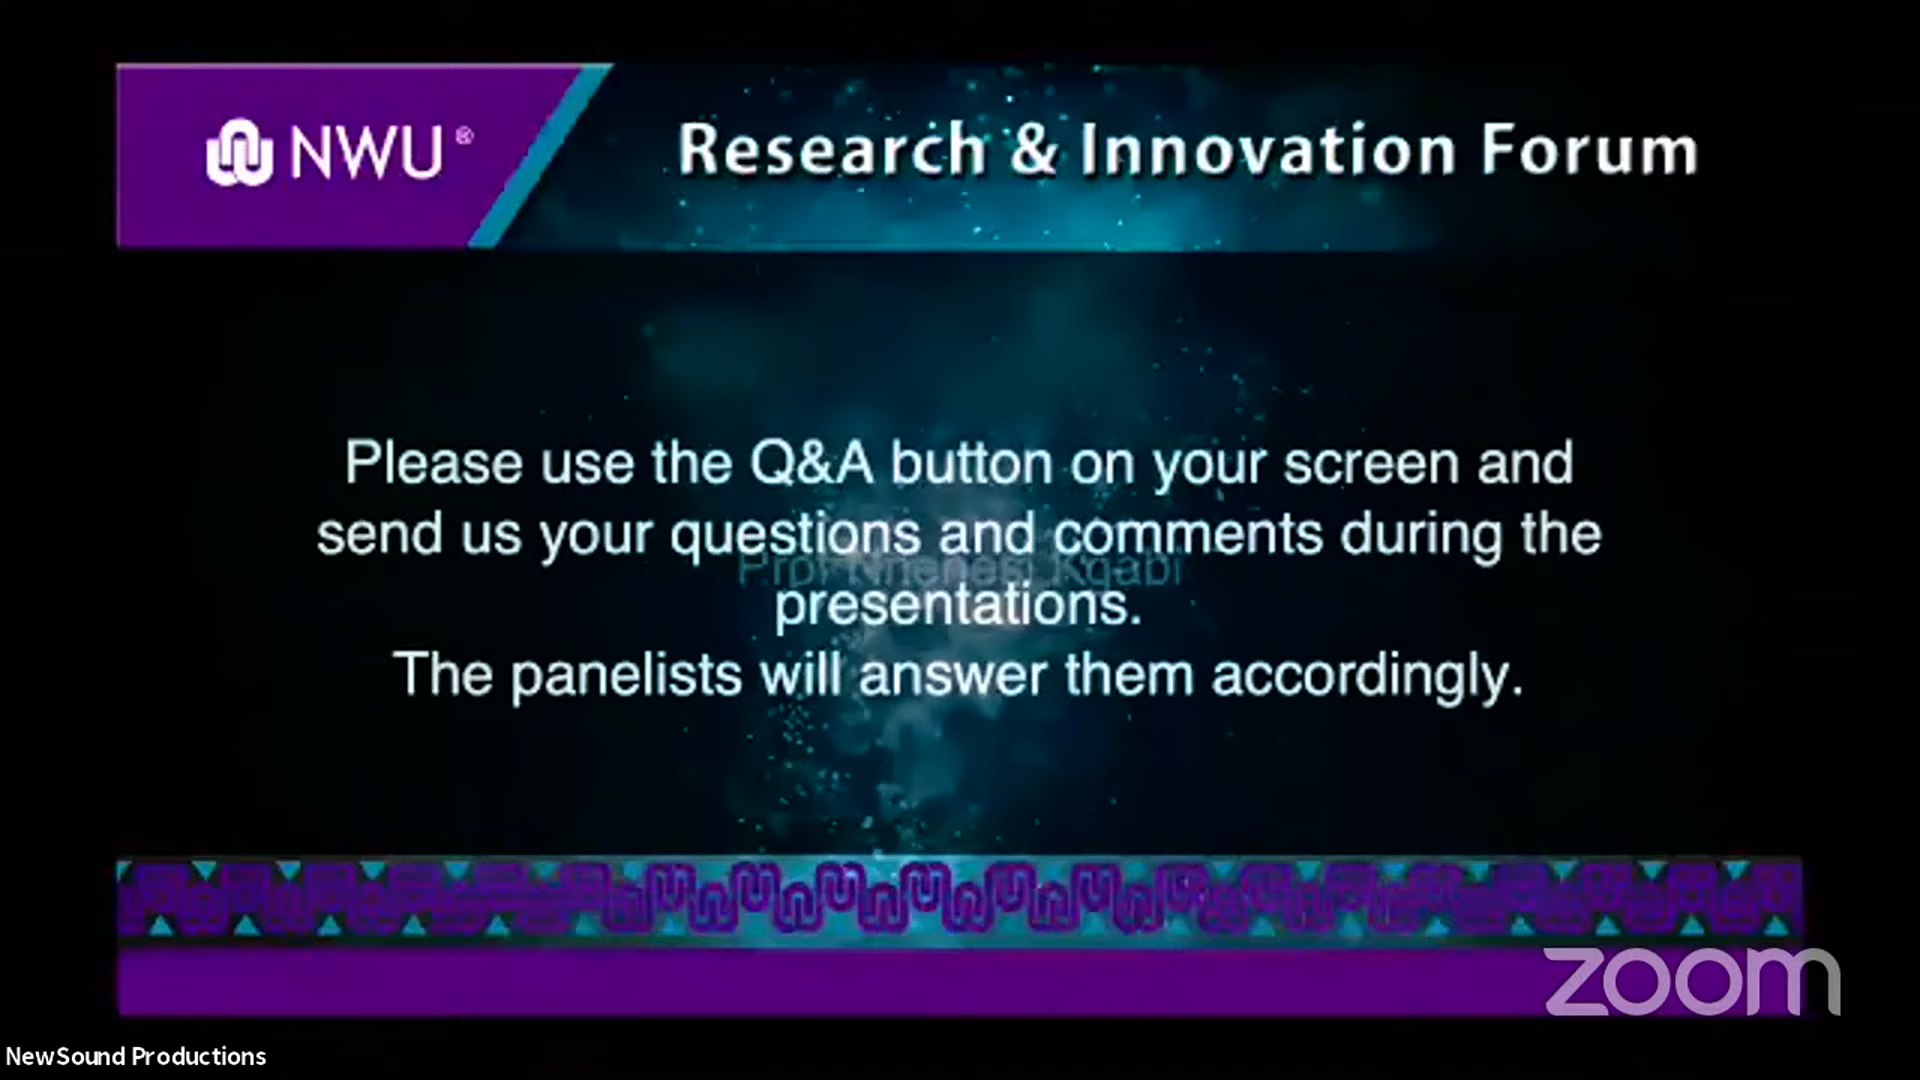 NWU®
Research & Innovation Forum
Please use the Q&A button on your screen and
send us your questions and comments during the
presentations.
The panelists will answer them accordingly.
zoom
NewSound Productions